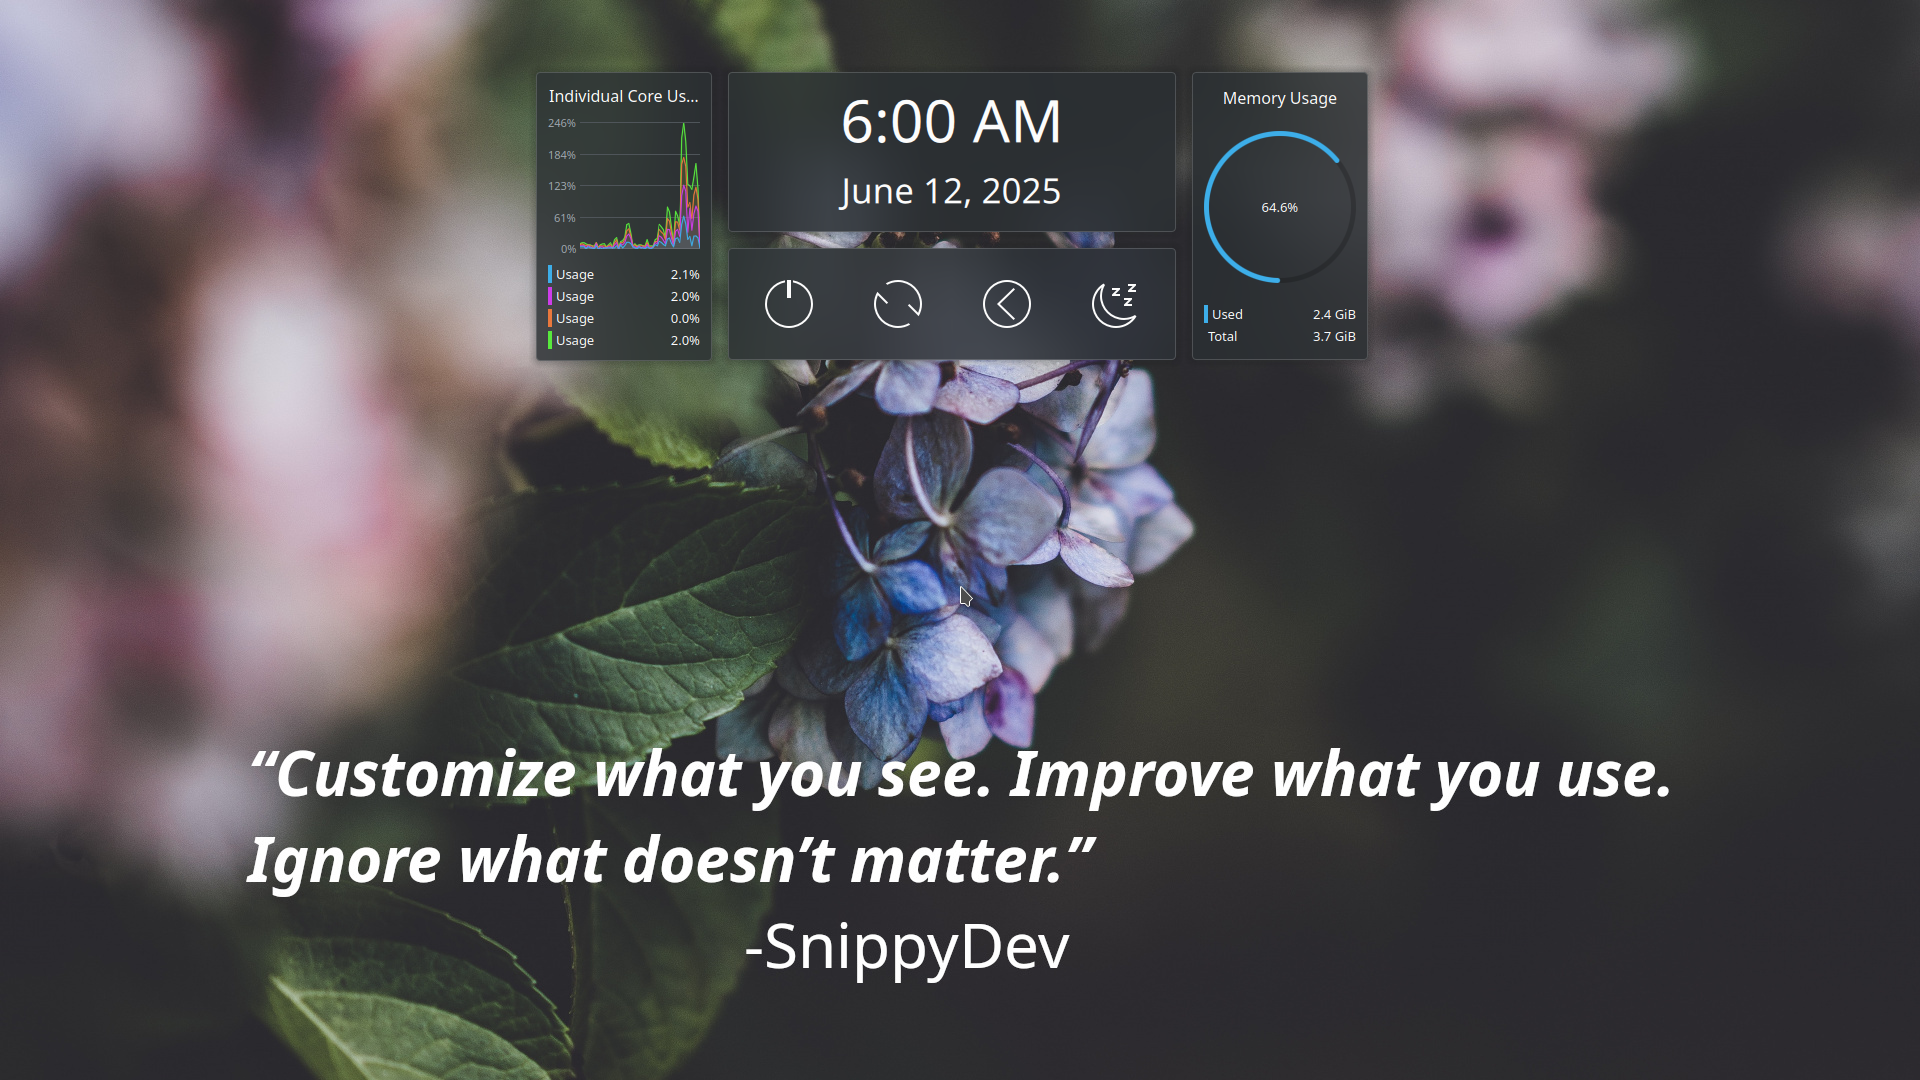 Individual Core Us...
246%
184%
123%
61%
0%
Usage 2.1%
Usage 2.0%
Usage 0.0%
Usage 2.0%
6:00 AM
June 12, 2025
z z z
Memory Usage
64.6%
Used 2.4 GiB
Total 3.7 GiB
“Customize what you see. Improve what you use.
Ignore what doesn’t matter.”
-SnippyDev